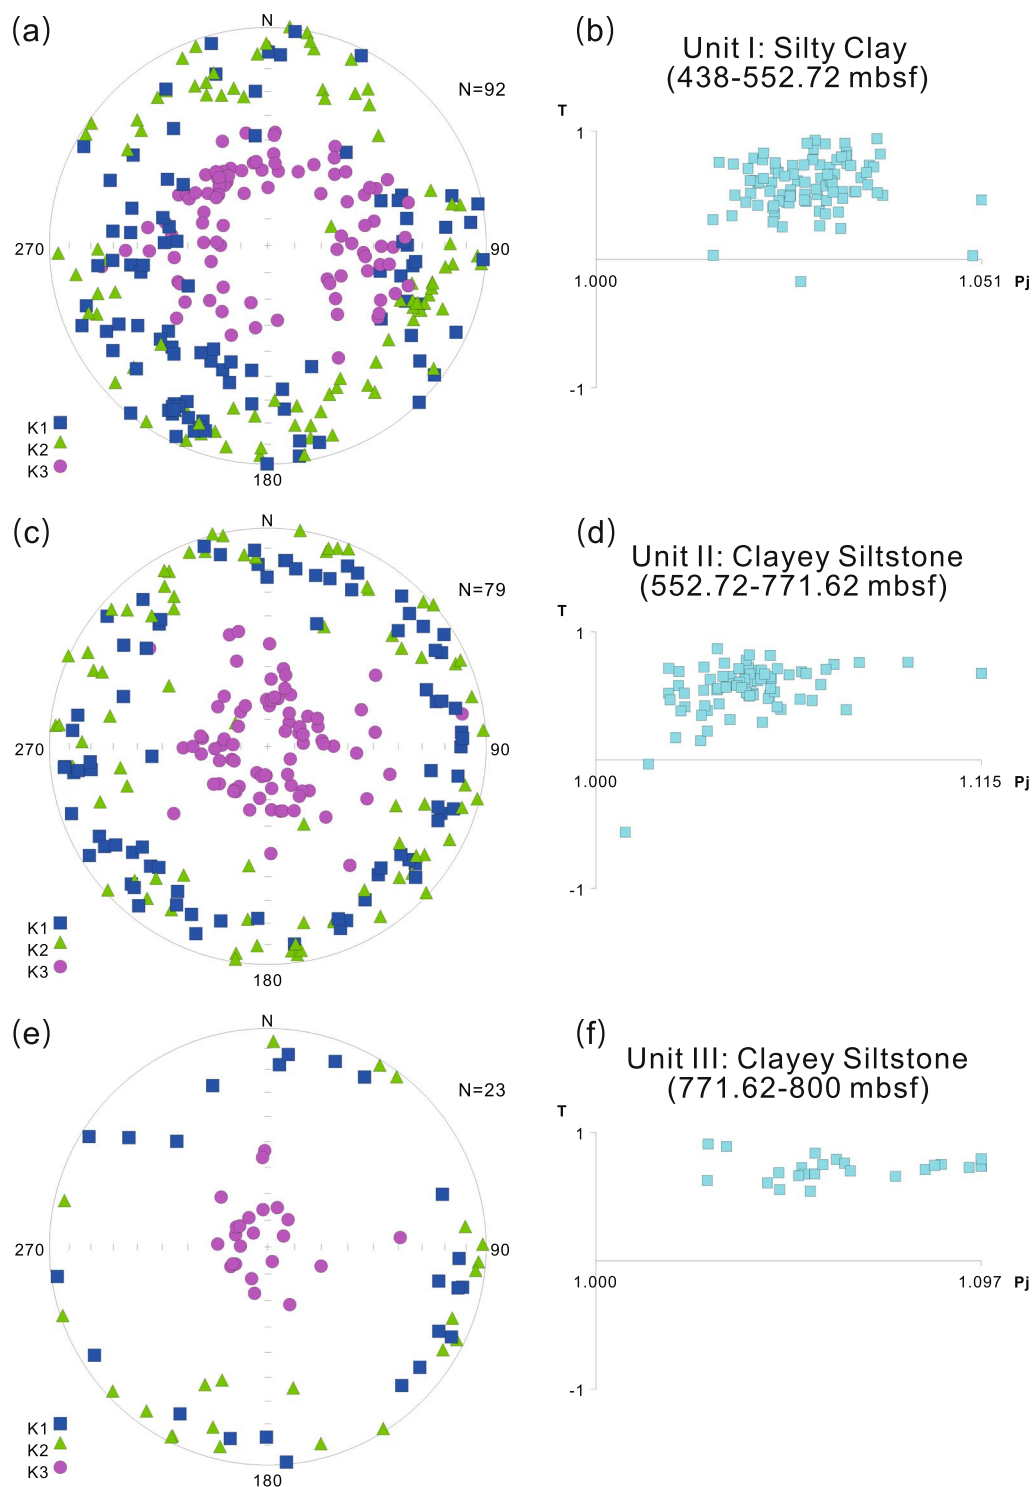 (a)
N
N=92
270
90
180
K1
K2
K3
(b)
Unit I: Silty Clay
(438-552.72 mbsf)
T
1
1.000
1.051 Pj
-1
(c)
N
N=79
270
90
180
K1
K2
K3
(d)
Unit II: Clayey Siltstone
(552.72-771.62 mbsf)
T
1
1.000
1.115 Pj
-1
(e)
N
N=23
270
90
180
K1
K2
K3
(f)
Unit III: Clayey Siltstone
(771.62-800 mbsf)
T
1
1.000
1.097 Pj
-1